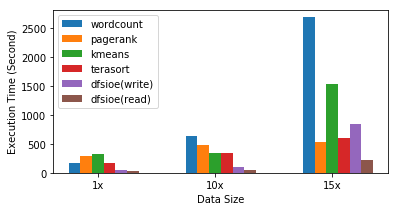 wordcount
pagerank
kmeans
terasort
dfsioe(write)
dfsioe(read)
Execution Time (Second)
2500
2000
1500
1000
500
0
1x
10x
15x
Data Size